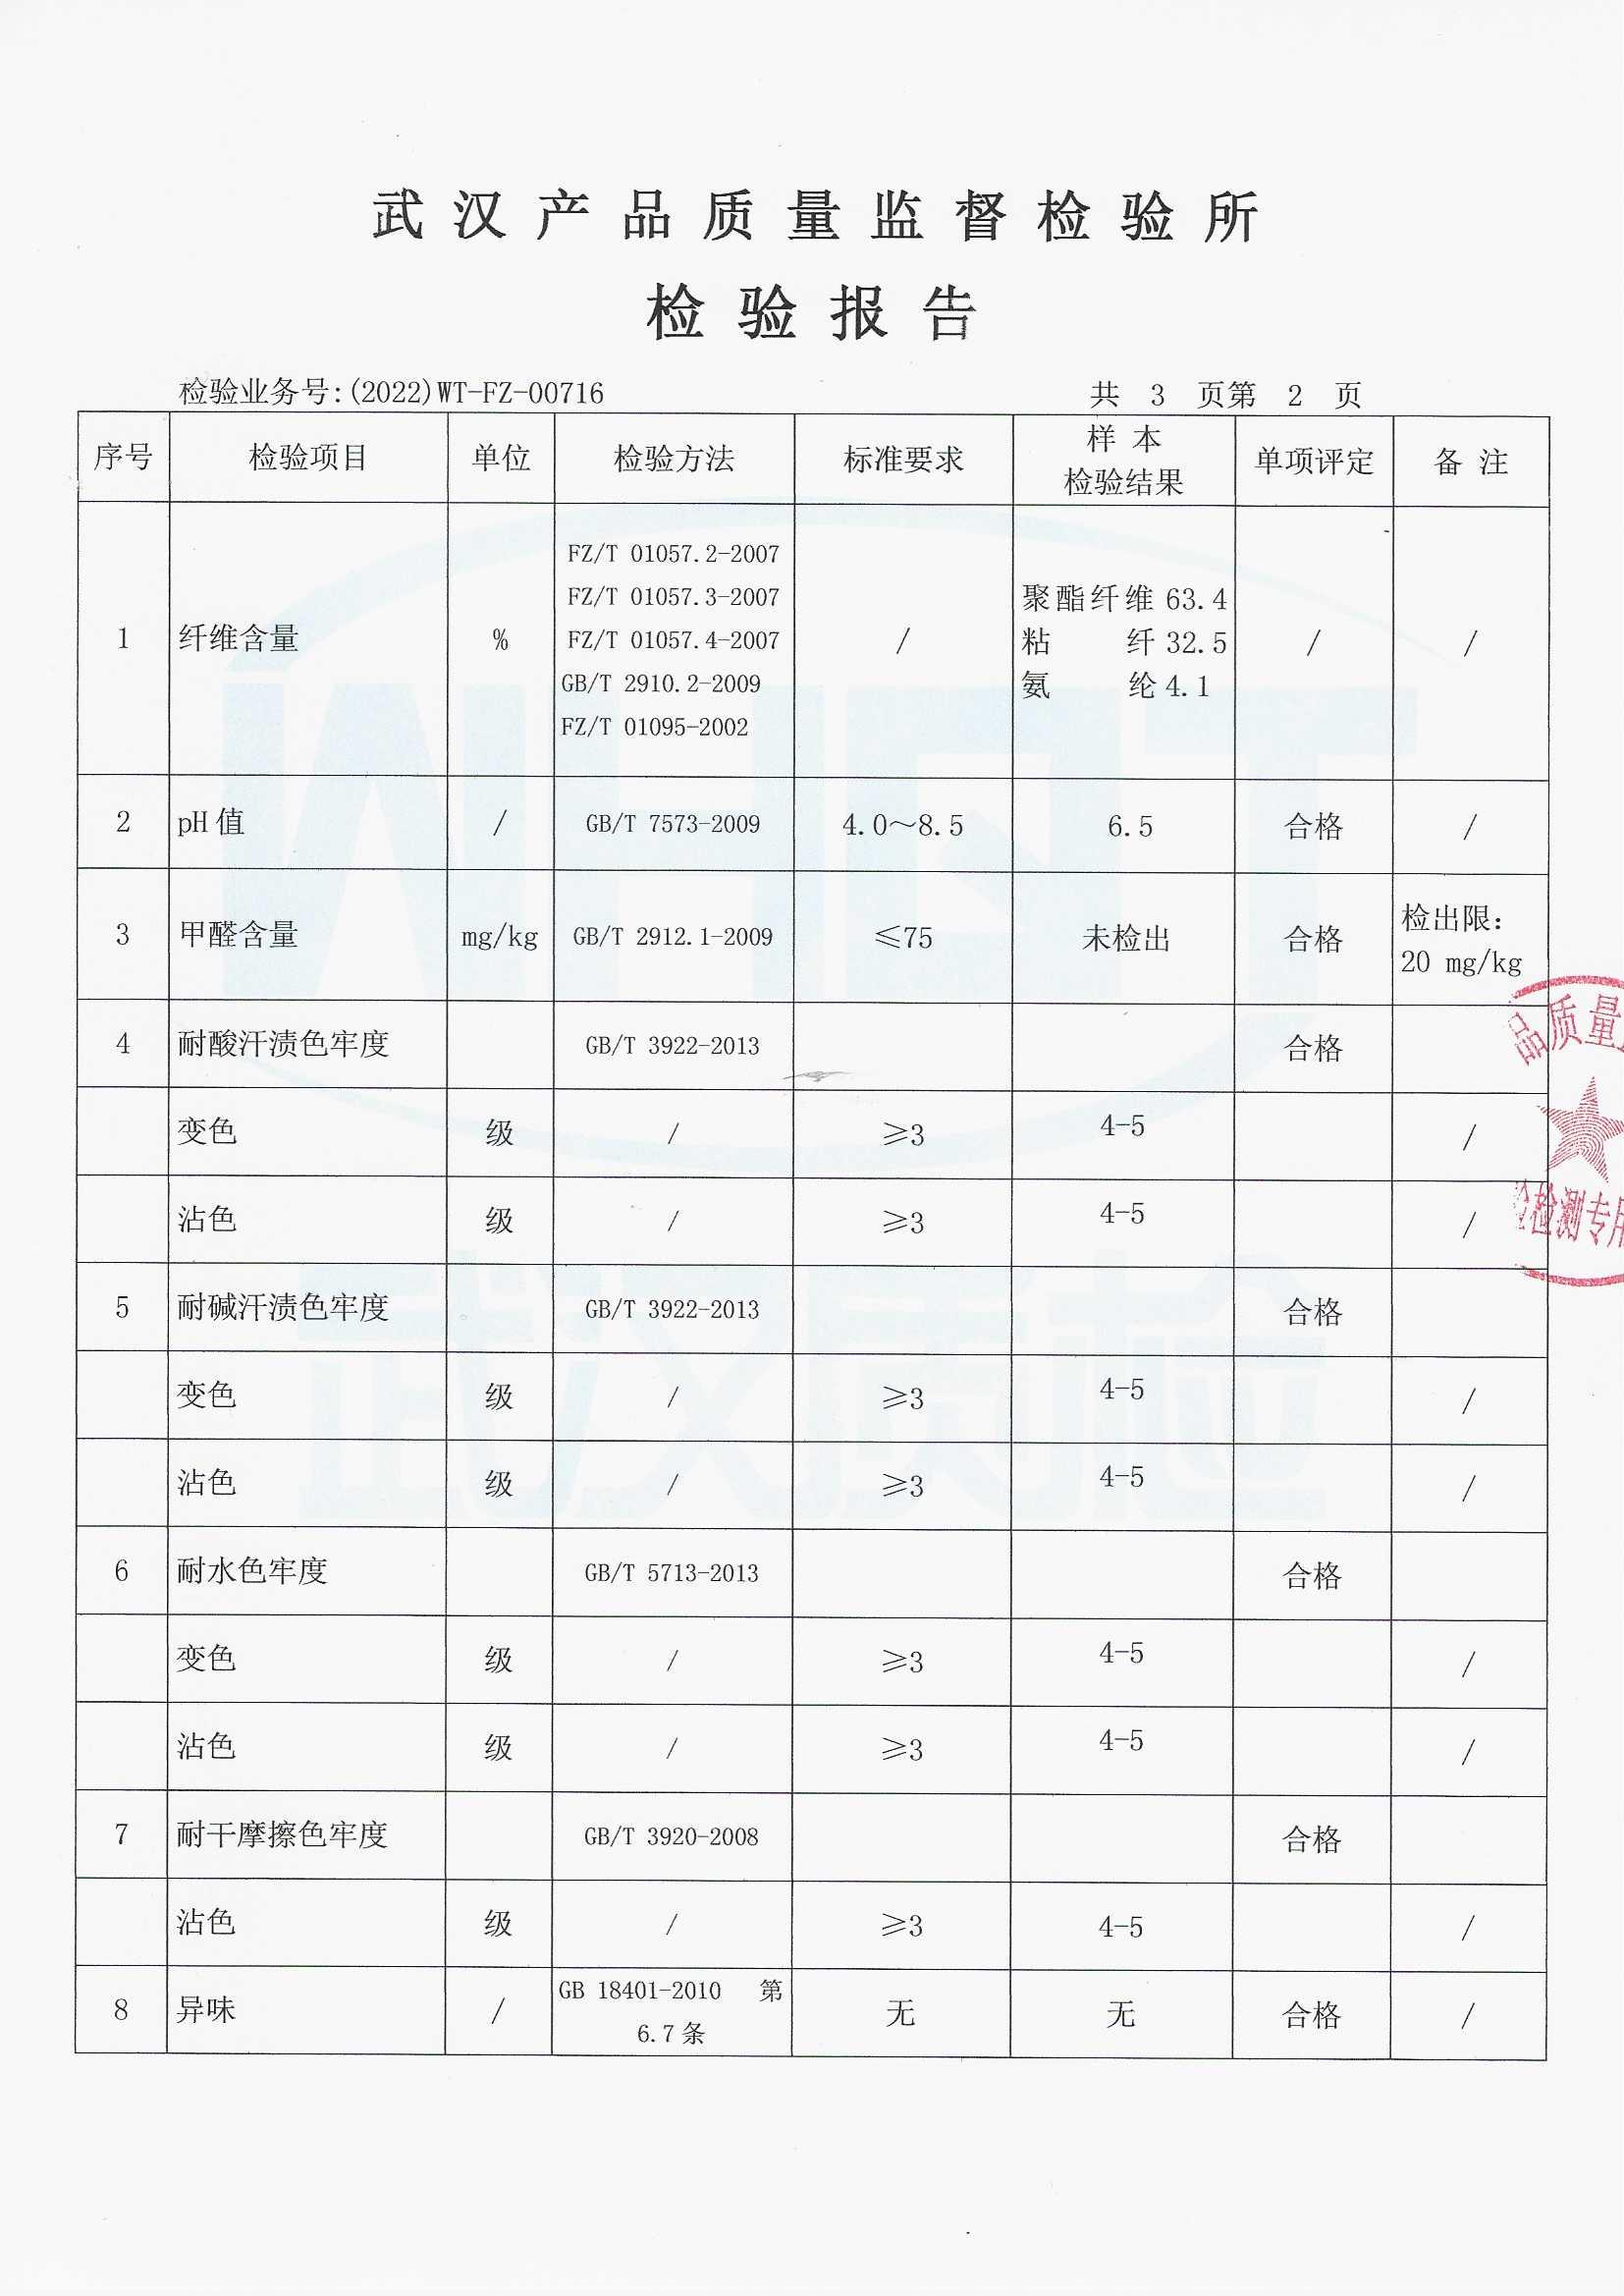 武汉产品质量监督检验所
检验报告
检验业务号:(2022)WT-FZ-00716 共 3 页第 2 页
序号 检验项目 单位 检验方法 标准要求 样 本 检验结果 单项评定 备 注
1 纤维含量 % FZ/T 01057.2-2007 / 聚酯纤维 63.4 / /
FZ/T 01057.3-2007 粘 纤 32.5
FZ/T 01057.4-2007 氨 纶 4.1
GB/T 2910.2-2009
FZ/T 01095-2002
2 pH 值 / GB/T 7573-2009 4.0～8.5 6.5 合格 /
3 甲醛含量 mg/kg GB/T 2912.1-2009 ≤75 未检出 合格 检出限:
20 mg/kg
4 耐酸汗渍色牢度 GB/T 3922-2013 合格
变色 级 / ≥3 4-5 /
沾色 级 / ≥3 4-5 /
5 耐碱汗渍色牢度 GB/T 3922-2013 合格
变色 级 / ≥3 4-5 /
沾色 级 / ≥3 4-5 /
6 耐水色牢度 GB/T 5713-2013 合格
变色 级 / ≥3 4-5 /
沾色 级 / ≥3 4-5 /
7 耐干摩擦色牢度 GB/T 3920-2008 合格
沾色 级 / ≥3 4-5 /
8 异味 / GB 18401-2010 第 无 无 合格 /
6.7 条
WHQT
武汉质检
品质量
检测专用